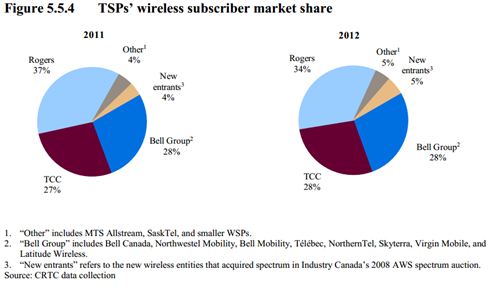 Figure 5.5.4 TSPs' wireless subscriber market share
2011
Rogers
37%
Other¹
4%
New
entrants³
4%
Bell Group²
28%
TCC
27%
2012
Rogers
34%
Other¹
5%
New
entrants³
5%
Bell Group²
28%
TCC
28%
1. "Other" includes MTS Allstream, SaskTel, and smaller WSPs.
2. "Bell Group" includes Bell Canada, Northwestel Mobility, Bell Mobility, Télébec, NorthernTel, Skyterra, Virgin Mobile, and
Latitude Wireless.
3. "New entrants" refers to the new wireless entities that acquired spectrum in Industry Canada's 2008 AWS spectrum auction.
Source: CRTC data collection